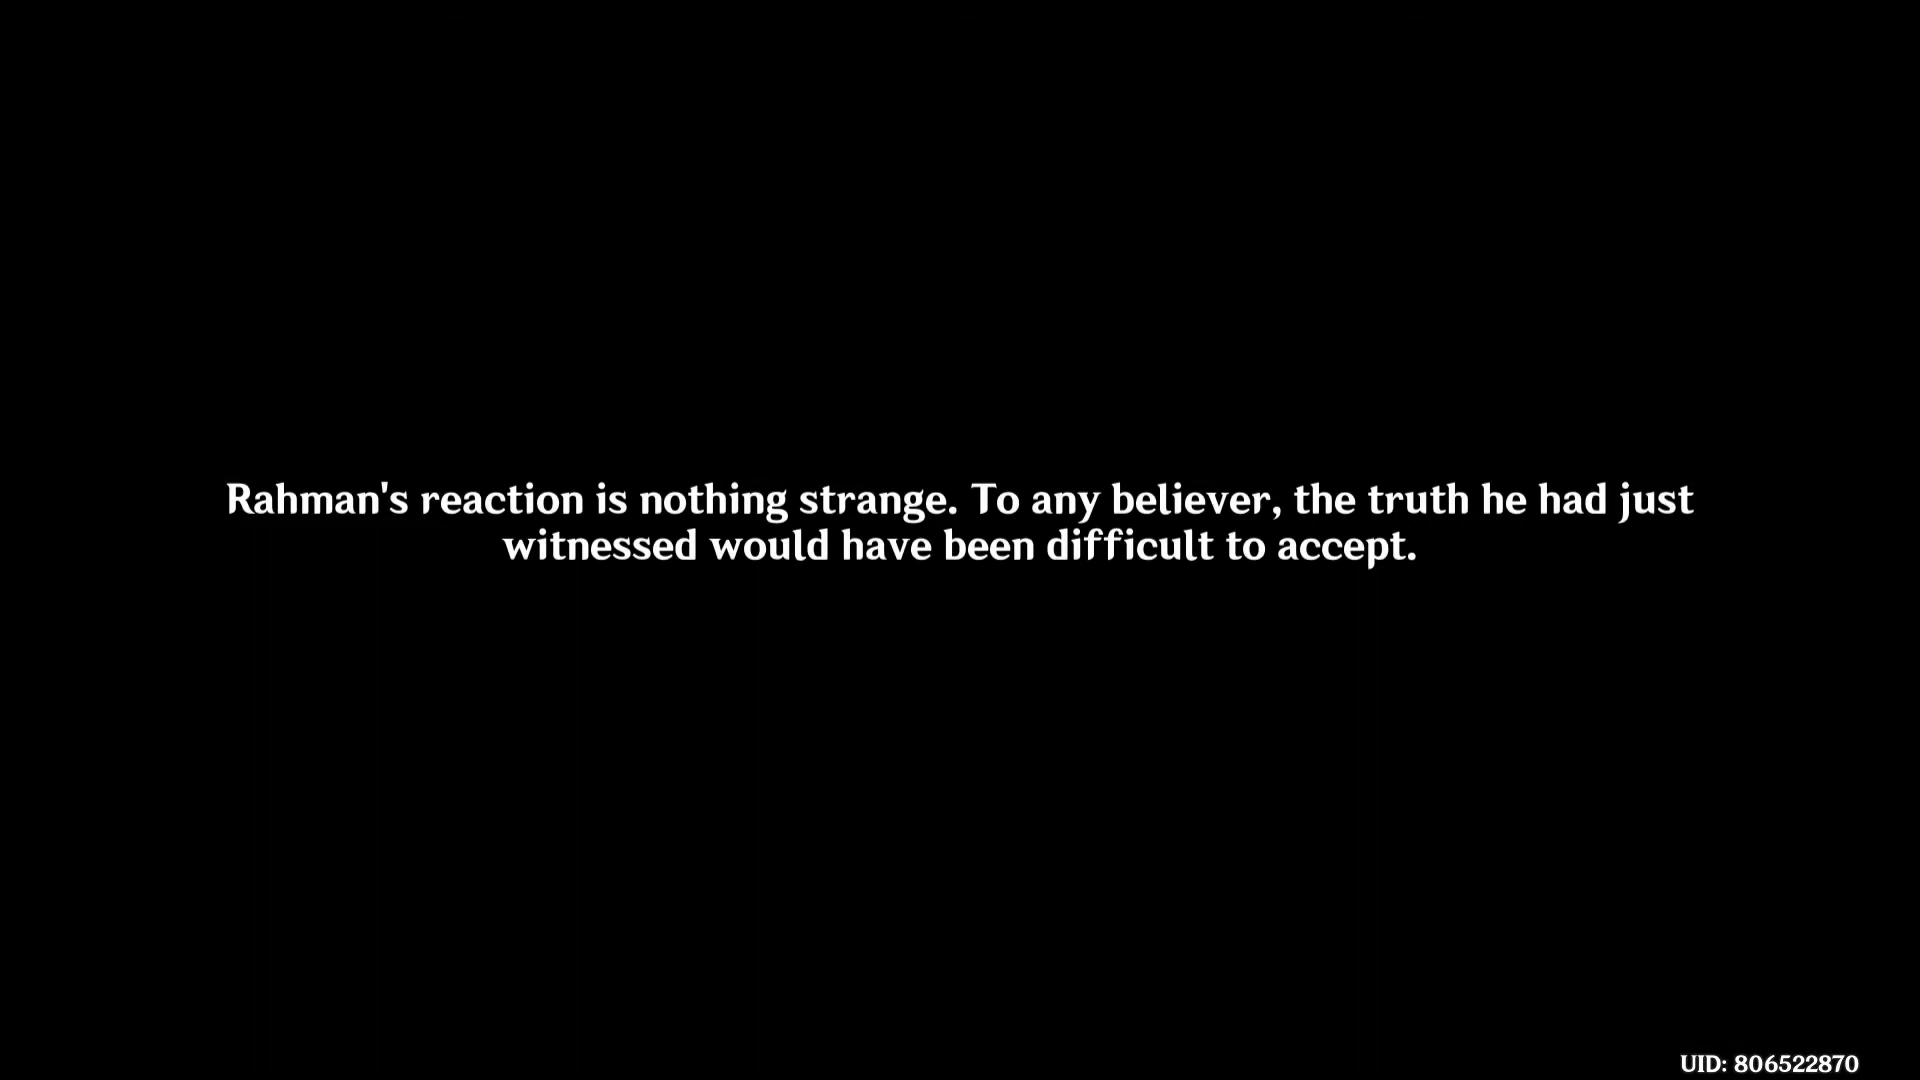 Rahman's reaction is nothing strange. To any believer, the truth he had just
witnessed would have been difficult to accept.
UID: 806522870